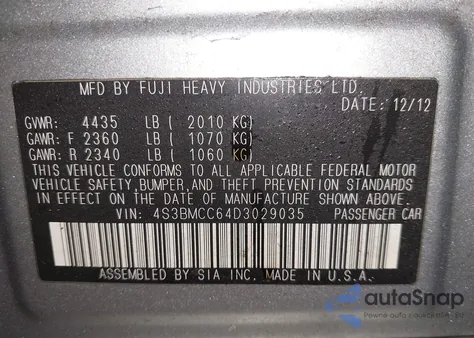 MFD BY FUJI HEAVY INDUSTRIES LTD.
DATE: 12/12
GVWR: 4435 LB ( 2010 KG)
GAWR: F 2360 LB ( 1070 KG)
GAWR: R 2340 LB ( 1060 KG)
THIS VEHICLE CONFORMS TO ALL APPLICABLE FEDERAL MOTOR
VEHICLE SAFETY, BUMPER, AND THEFT PREVENTION STANDARDS
IN EFFECT ON THE DATE OF MANUFACTURE SHOWN ABOVE.
VIN: 4S3BMCC64D3029035 PASSENGER CAR
ASSEMBLED BY SIA INC. MADE IN U.S.A.
autoSnap
Pewne auto